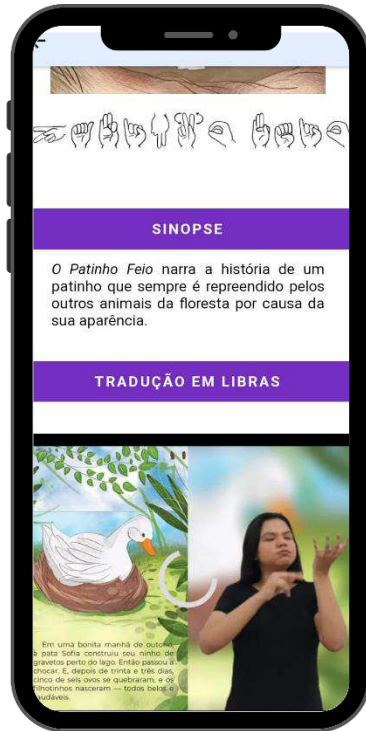 SINOPSE
O Patinho Feio narra a história de um
patinho que sempre é repreendido pelos
outros animais da floresta por causa da
sua aparência.
TRADUÇÃO EM LIBRAS
Em uma bonita manhã de outono,
a pata Sofia construiu seu ninho de
gravetos perto do lago. Então passou a
chocar. E, depois de trinta e três dias,
cinco de seis ovos se quebraram, e os
filhotinhos nasceram — todos belos e
saudáveis.